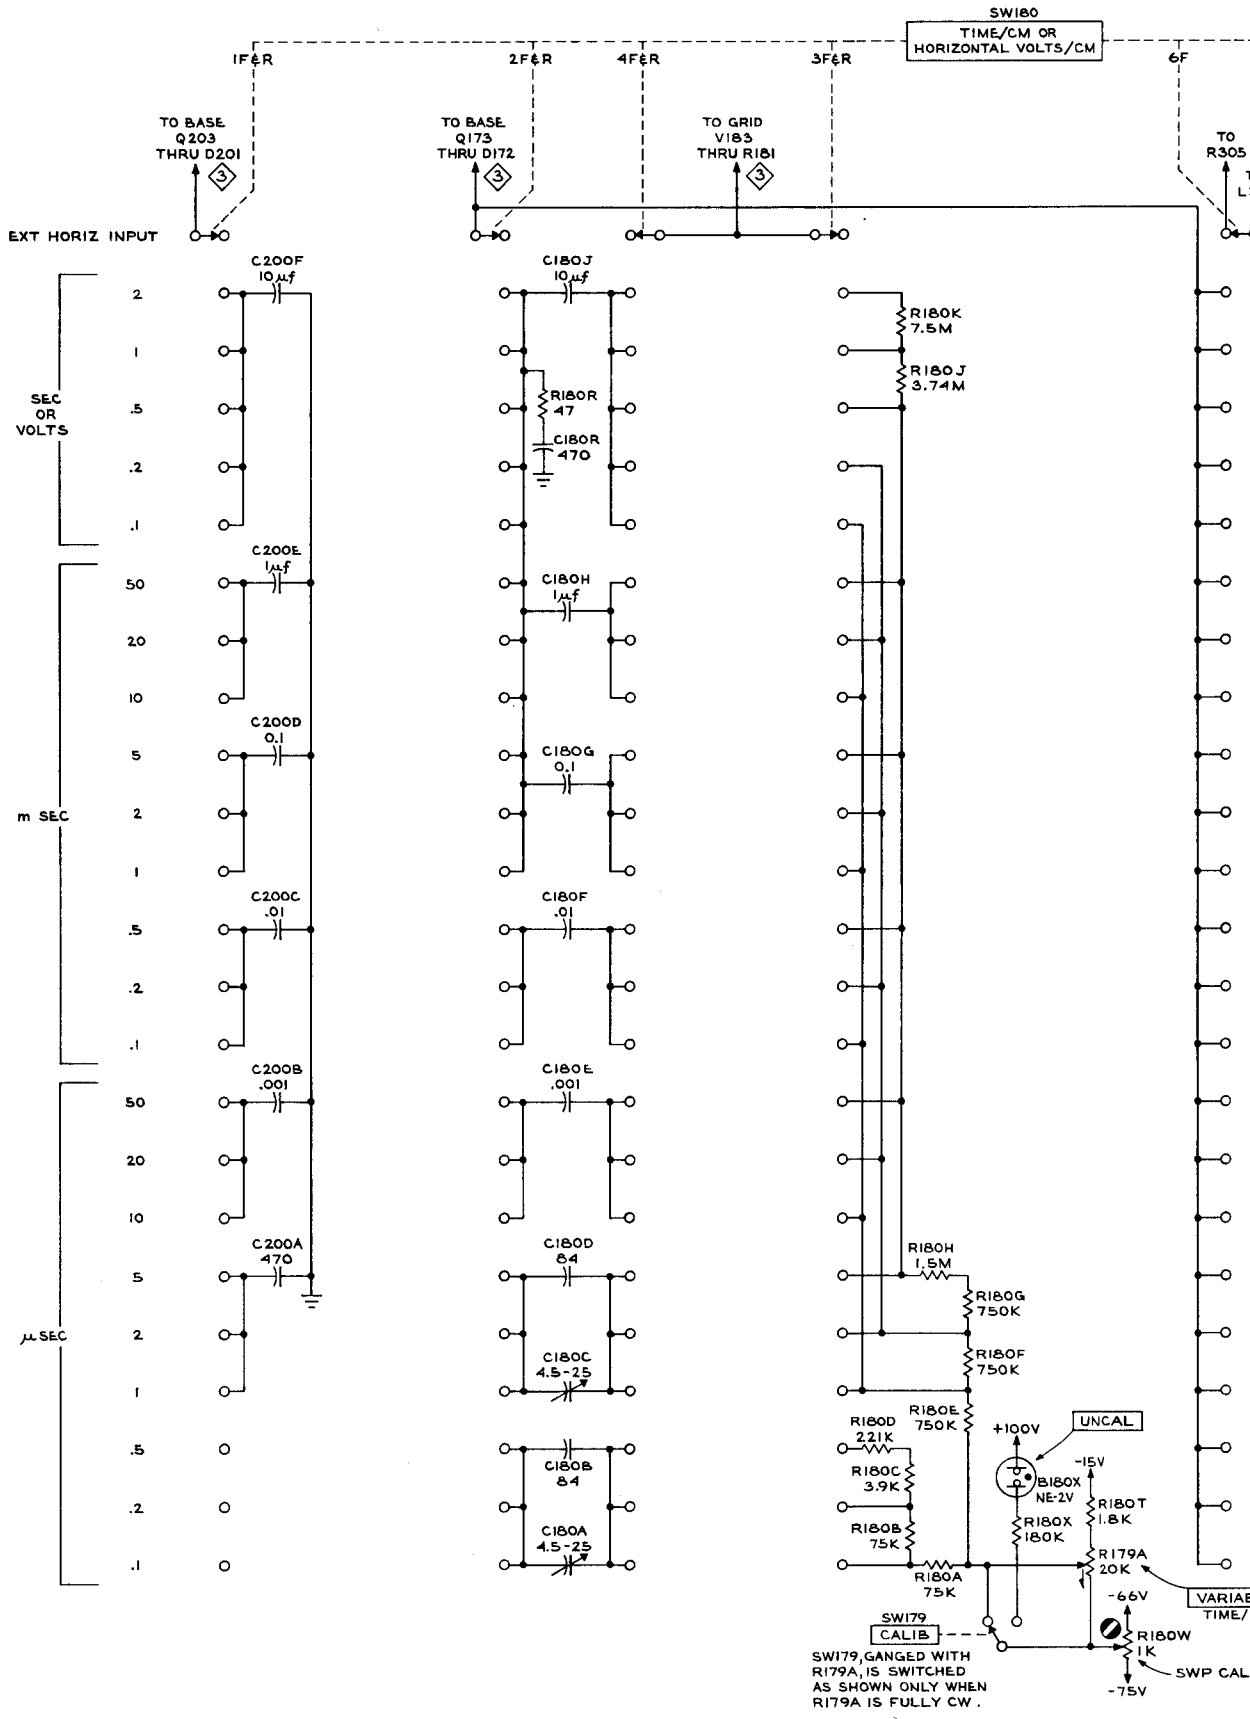 SW180
TIME/CM OR
HORIZONTAL VOLTS/CM
1F&R
2F&R
4F&R
3F&R
6F
TO BASE
Q203
THRU D201
3
TO BASE
Q173
THRU D172
3
TO GRID
V183
THRU R181
3
TO
R305
EXT HORIZ INPUT
SEC
OR
VOLTS
2
1
.5
.2
.1
m SEC
50
20
10
5
2
1
.5
.2
.1
μSEC
50
20
10
5
2
1
.5
.2
.1
C200F
10μf
C200E
1μf
C200D
0.1
C200C
.01
C200B
.001
C200A
470
C180J
10μf
R180R
47
C180R
470
C180H
1μf
C180G
0.1
C180F
.01
C180E
.001
C180D
84
C180C
4.5-25
C180B
84
C180A
4.5-25
R180K
7.5M
R180J
3.74M
R180H
1.5M
R180G
750K
R180F
750K
R180E
750K
R180D
221K
R180C
3.9K
R180B
75K
R180A
75K
+100V
UNCAL
B180X
NE-2V
R180X
180K
-15V
R180T
1.8K
R179A
20K
TIME/
-66V
R180W
1K
SWP CAL
-75V
SW179
CALIB
SW179, GANGED WITH
R179A, IS SWITCHED
AS SHOWN ONLY WHEN
R179A IS FULLY CW.